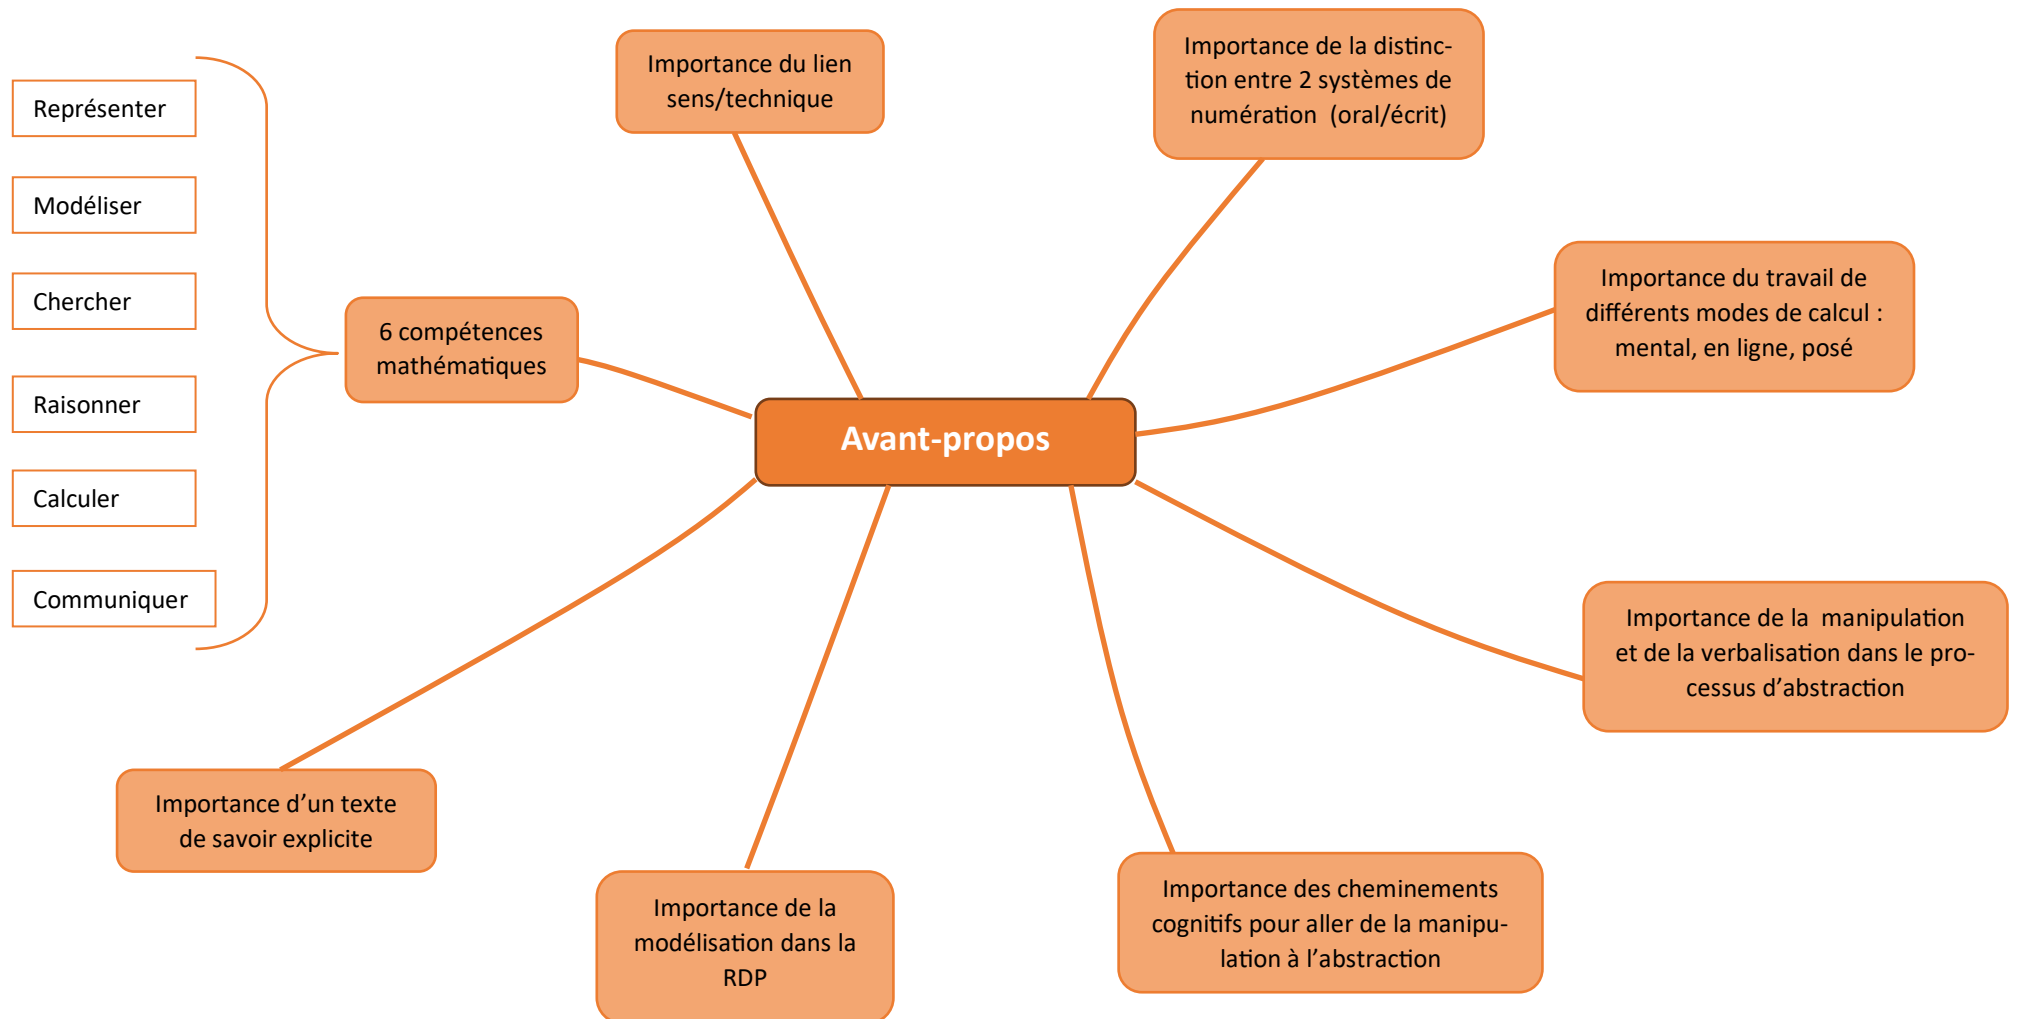 Représenter
Modéliser
Chercher
Raisonner
Calculer
Communiquer
6 compétences
mathématiques
Importance du lien
sens/technique
Importance de la distinc-
tion entre 2 systèmes de
numération (oral/écrit)
Importance du travail de
différents modes de calcul :
mental, en ligne, posé
Avant-propos
Importance de la manipulation
et de la verbalisation dans le pro-
cessus d’abstraction
Importance d’un texte
de savoir explicite
Importance de la
modélisation dans la
RDP
Importance des cheminements
cognitifs pour aller de la manipu-
lation à l’abstraction